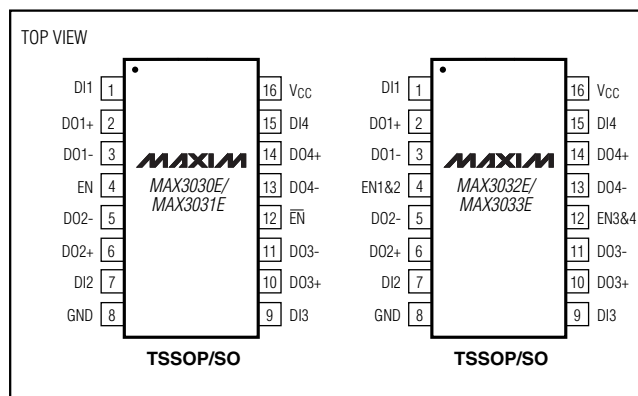 TOP VIEW
DI1 1
DO1+ 2
DO1- 3
EN 4
DO2- 5
DO2+ 6
DI2 7
GND 8
MAXIM
MAX3030E/
MAX3031E
16 VCC
15 DI4
14 DO4+
13 DO4-
12 E̅N̅
11 DO3-
10 DO3+
9 DI3
TSSOP/SO
DI1 1
DO1+ 2
DO1- 3
EN1&2 4
DO2- 5
DO2+ 6
DI2 7
GND 8
MAXIM
MAX3032E/
MAX3033E
16 VCC
15 DI4
14 DO4+
13 DO4-
12 EN3&4
11 DO3-
10 DO3+
9 DI3
TSSOP/SO